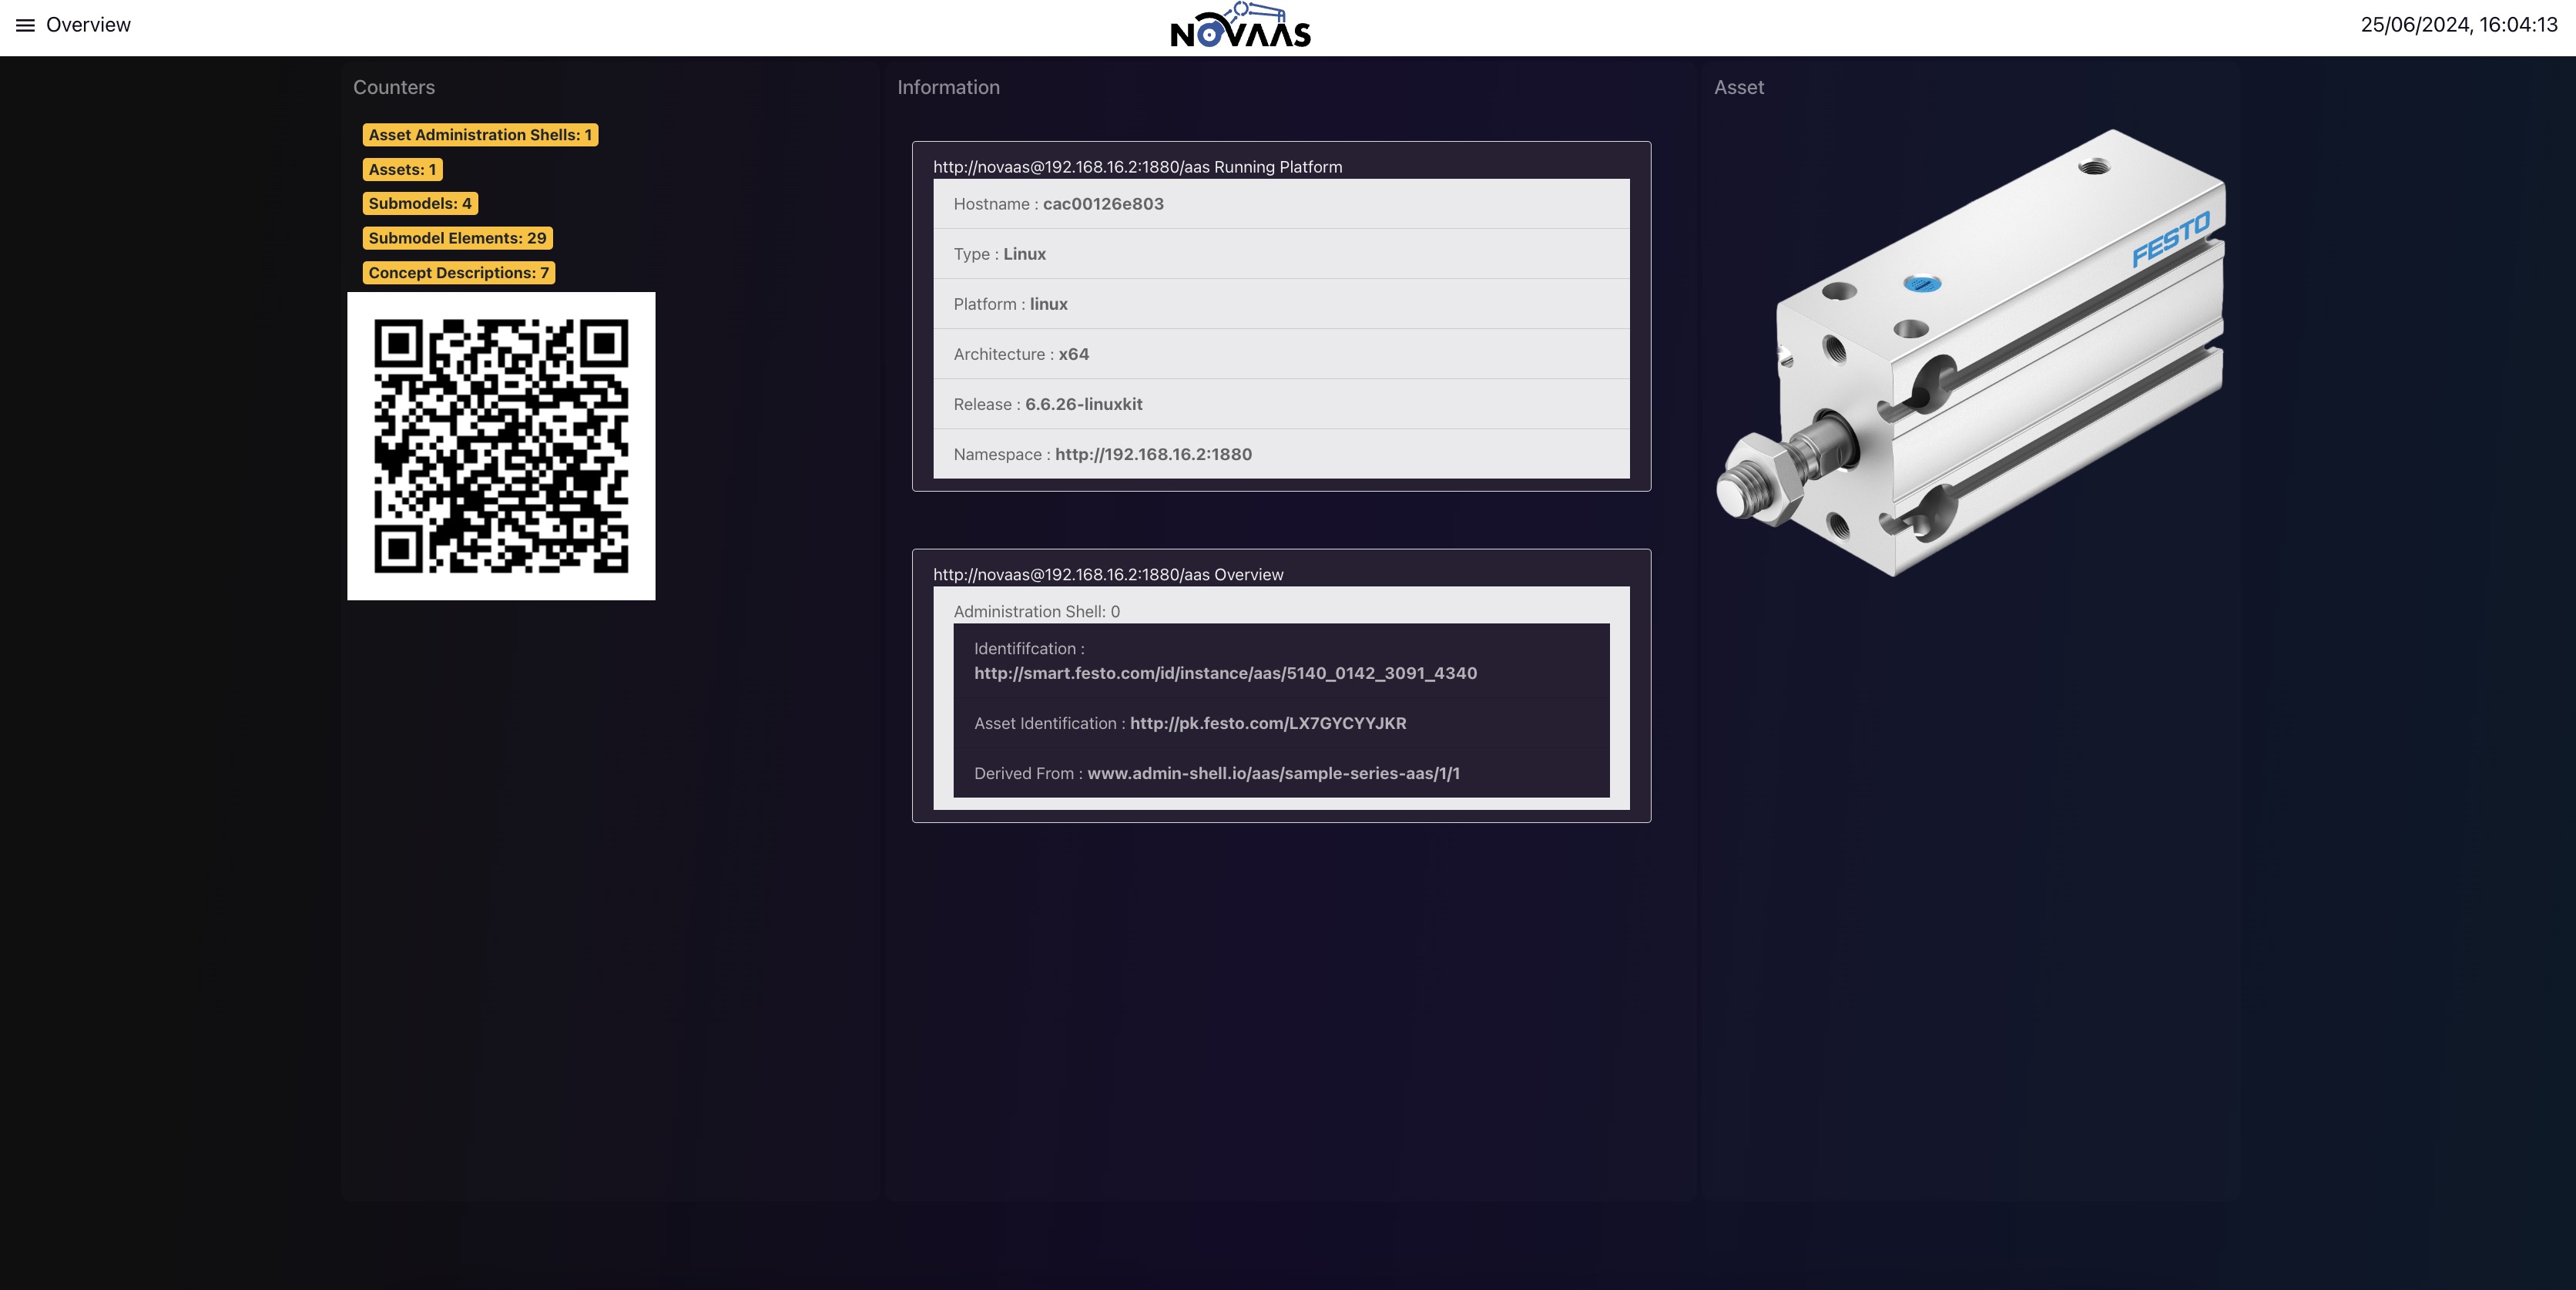 Overview
NOVAAS
25/06/2024, 16:04:13
Counters
Asset Administration Shells: 1
Assets: 1
Submodels: 4
Submodel Elements: 29
Concept Descriptions: 7
Information
http://novaas@192.168.16.2:1880/aas Running Platform
Hostname : cac00126e803
Type : Linux
Platform : linux
Architecture : x64
Release : 6.6.26-linuxkit
Namespace : http://192.168.16.2:1880
http://novaas@192.168.16.2:1880/aas Overview
Administration Shell: 0
Identififcation :
http://smart.festo.com/id/instance/aas/5140_0142_3091_4340
Asset Identification : http://pk.festo.com/LX7GYCYYJKR
Derived From : www.admin-shell.io/aas/sample-series-aas/1/1
Asset
FESTO